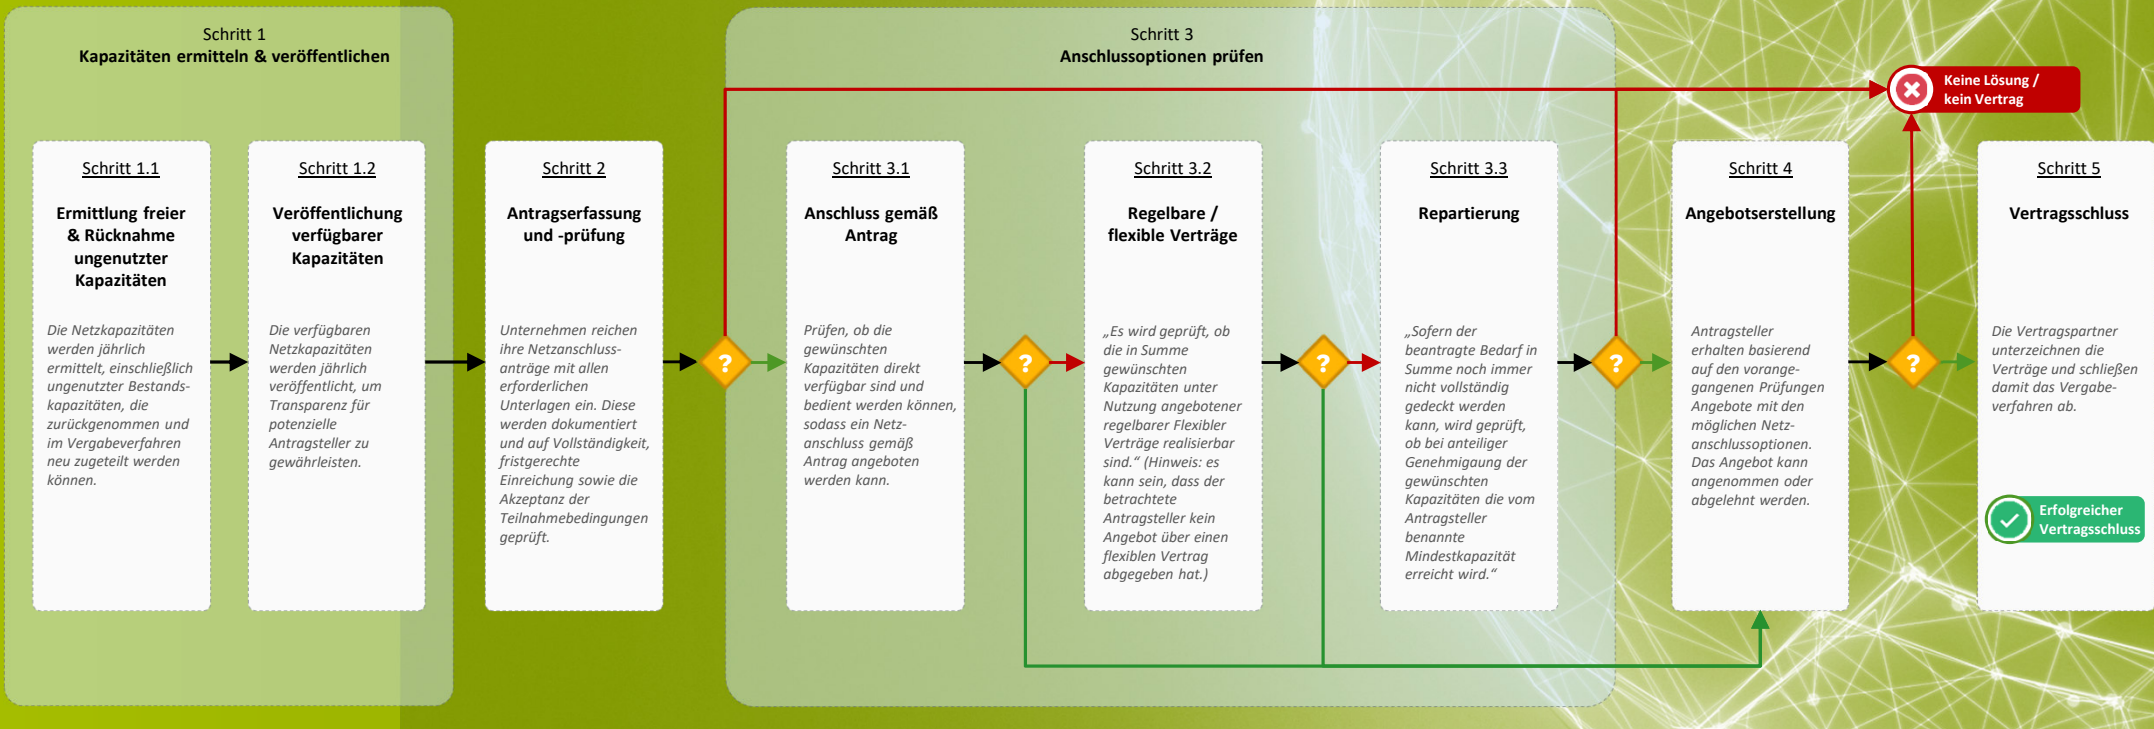 Schritt 1
Kapazitäten ermitteln & veröffentlichen
Schritt 1.1
Ermittlung freier
& Rücknahme
ungenutzter
Kapazitäten
Die Netzkapazitäten
werden jährlich
ermittelt, einschließlich
ungenutzter Bestands-
kapazitäten, die
zurückgenommen und
im Vergabeverfahren
neu zugeteilt werden
können.
Schritt 1.2
Veröffentlichung
verfügbarer
Kapazitäten
Die verfügbaren
Netzkapazitäten
werden jährlich
veröffentlicht, um
Transparenz für
potenzielle
Antragsteller zu
gewährleisten.
Schritt 2
Antragserfassung
und -prüfung
Unternehmen reichen
ihre Netzanschluss-
anträge mit allen
erforderlichen
Unterlagen ein. Diese
werden dokumentiert
und auf Vollständigkeit,
fristgerechte
Einreichung sowie die
Akzeptanz der
Teilnahmebedingungen
geprüft.
?
Schritt 3
Anschlussoptionen prüfen
Schritt 3.1
Anschluss gemäß
Antrag
Prüfen, ob die
gewünschten
Kapazitäten direkt
verfügbar sind und
bedient werden können,
sodass ein Netz-
anschluss gemäß
Antrag angeboten
werden kann.
?
Schritt 3.2
Regelbare /
flexible Verträge
„Es wird geprüft, ob
die in Summe
gewünschten
Kapazitäten unter
Nutzung angebotener
regelbarer Flexibler
Verträge realisierbar
sind.“ (Hinweis: es
kann sein, dass der
betrachtete
Antragsteller kein
Angebot über einen
flexiblen Vertrag
abgegeben hat.)
?
Schritt 3.3
Repartierung
„Sofern der
beantragte Bedarf in
Summe noch immer
nicht vollständig
gedeckt werden
kann, wird geprüft,
ob bei anteiliger
Genehmigaung der
gewünschten
Kapazitäten die vom
Antragsteller
benannte
Mindestkapazität
erreicht wird.“
?
Schritt 4
Angebotserstellung
Antragsteller
erhalten basierend
auf den vorange-
gangenen Prüfungen
Angebote mit den
möglichen Netz-
anschlussoptionen.
Das Angebot kann
angenommen oder
abgelehnt werden.
?
Keine Lösung /
kein Vertrag
Schritt 5
Vertragsschluss
Die Vertragspartner
unterzeichnen die
Verträge und schließen
damit das Vergabe-
verfahren ab.
Erfolgreicher
Vertragsschluss